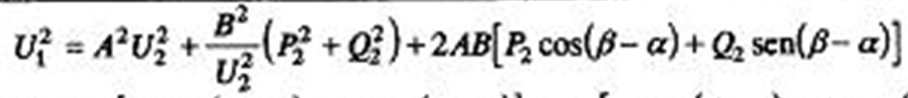 U₁² = A²U₂² + B²/U₂² (P₂² + Q₂²) + 2AB[P₂ cos(β − α) + Q₂ sen(β − α)]